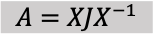 A = XJX⁻¹